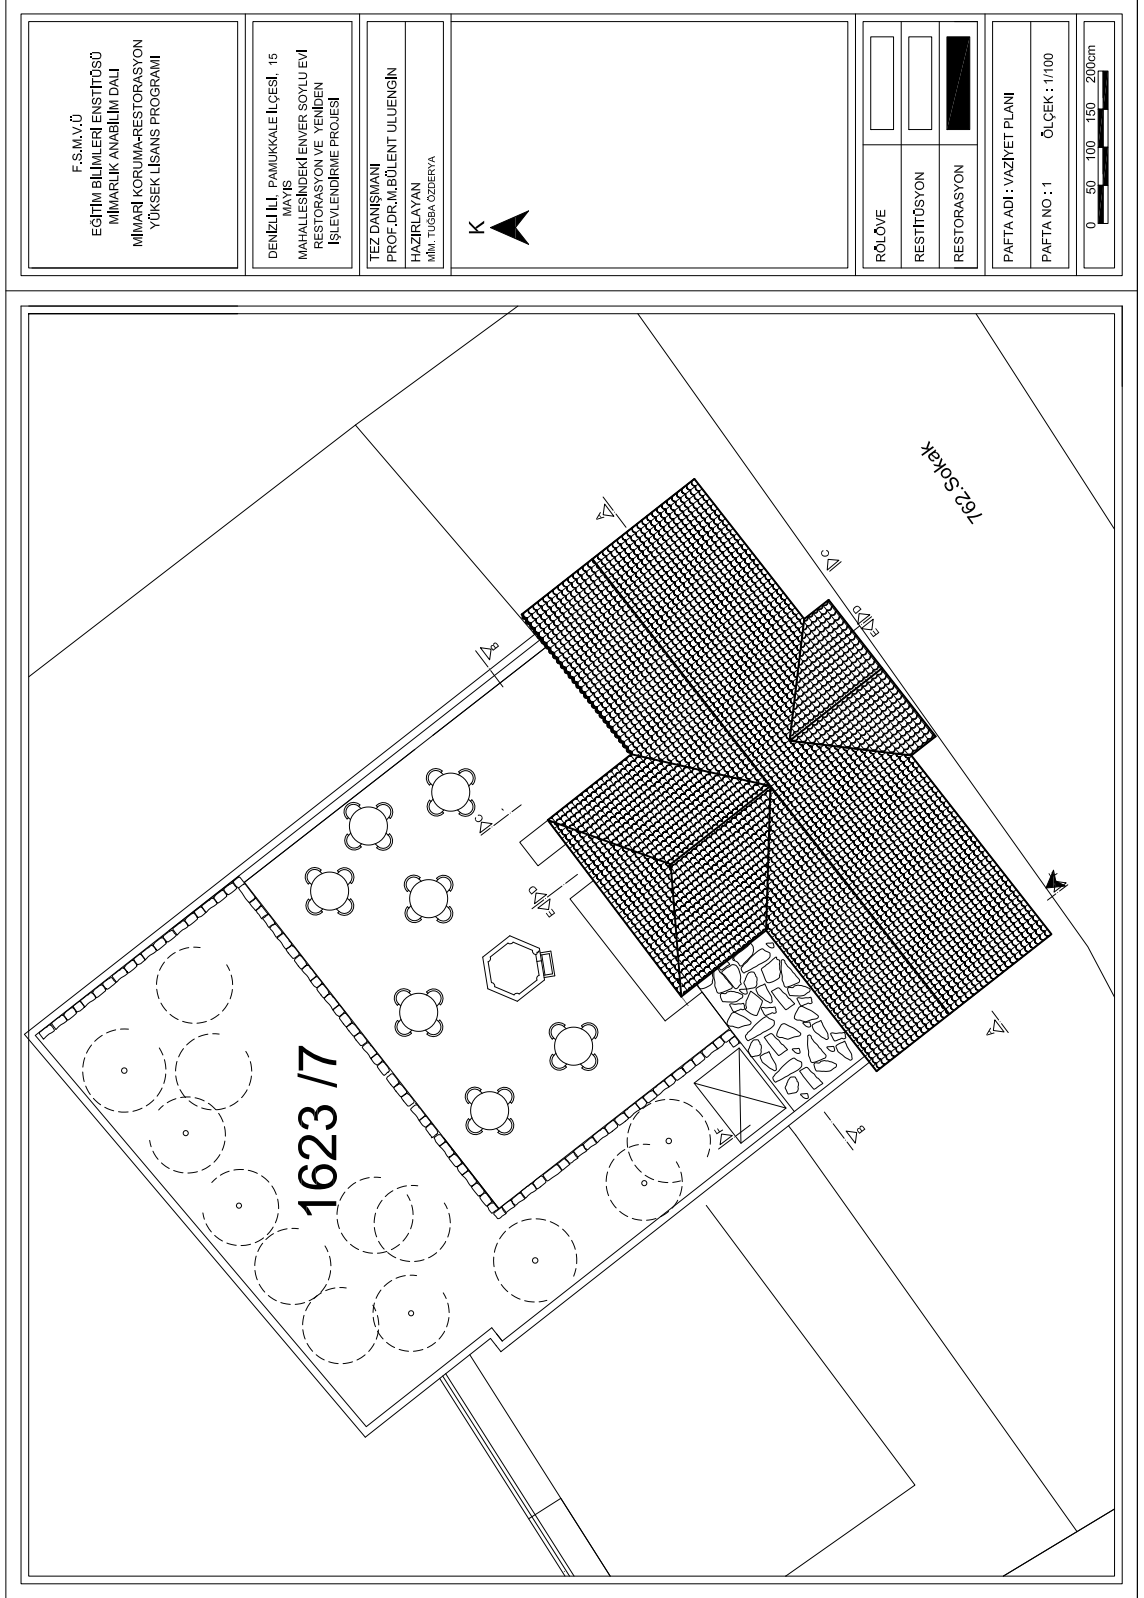 F.S.M.V.Ü
EĞİTİM BİLİMLERİ ENSTİTÜSÜ
MİMARLIK ANABİLİM DALI
MİMARİ KORUMA-RESTORASYON
YÜKSEK LİSANS PROGRAMI
DENİZLİ İLİ, PAMUKKALE İLÇESİ, 15
MAYIS
MAHALLESİNDEKİ ENVER SOYLU EVİ
RESTORASYON VE YENİDEN
İŞLEVLENDİRME PROJESİ
TEZ DANIŞMANI
PROF.DR.M.BÜLENT ULUENGİN
HAZIRLAYAN
MİM. TUĞBA ÖZDERYA
K
RÖLÖVE
RESTİTÜSYON
RESTORASYON
PAFTA ADI : VAZİYET PLANI
PAFTA NO : 1 ÖLÇEK : 1/100
0 50 100 150 200cm
762.Sokak
A
B
C
D
E
C
D
E
1623 /7
F
A
B